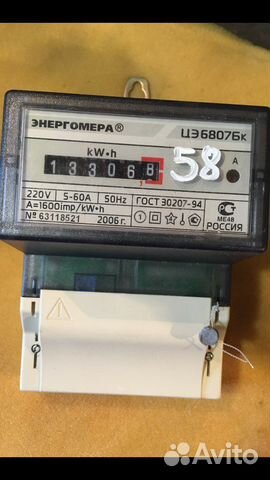 ЭНЕРГОМЕРА® ЦЭ6807Бк
kW•h
133068 58
A
220V 5-60A 50Hz ГОСТ 30207-94
A=1600imp/kW•h
№ 63118521 2006 г.
МЕ48
РОССИЯ
Avito